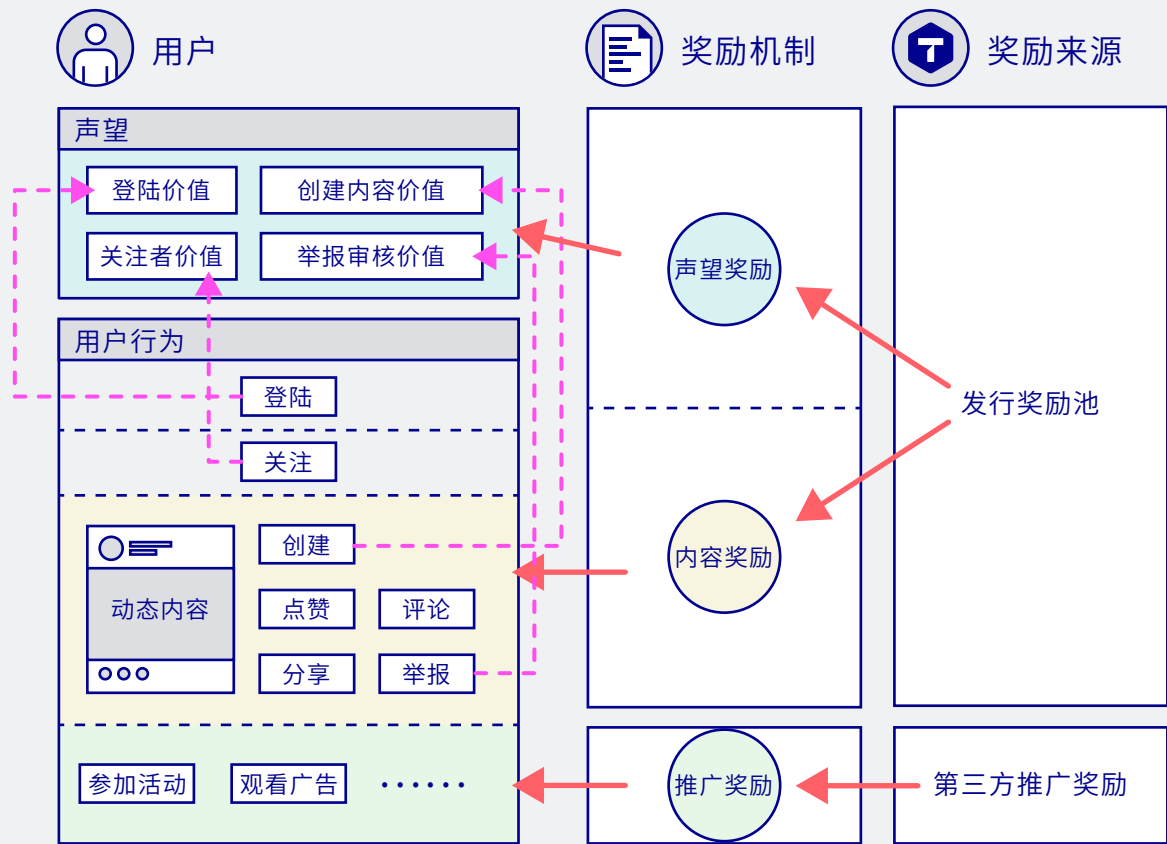 用户
奖励机制
奖励来源
声望
登陆价值
创建内容价值
关注者价值
举报审核价值
声望奖励
用户行为
登陆
发行奖励池
关注
创建
内容奖励
动态内容
点赞
评论
分享
举报
参加活动
观看广告
······
推广奖励
第三方推广奖励